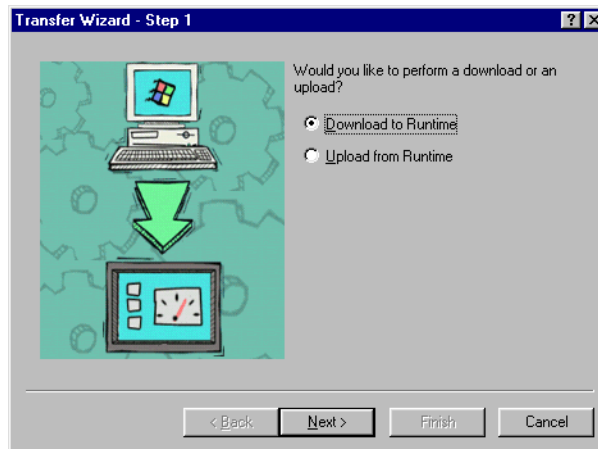 Transfer Wizard - Step 1
Would you like to perform a download or an
upload?
Download to Runtime
Upload from Runtime
< Back
Next >
Finish
Cancel